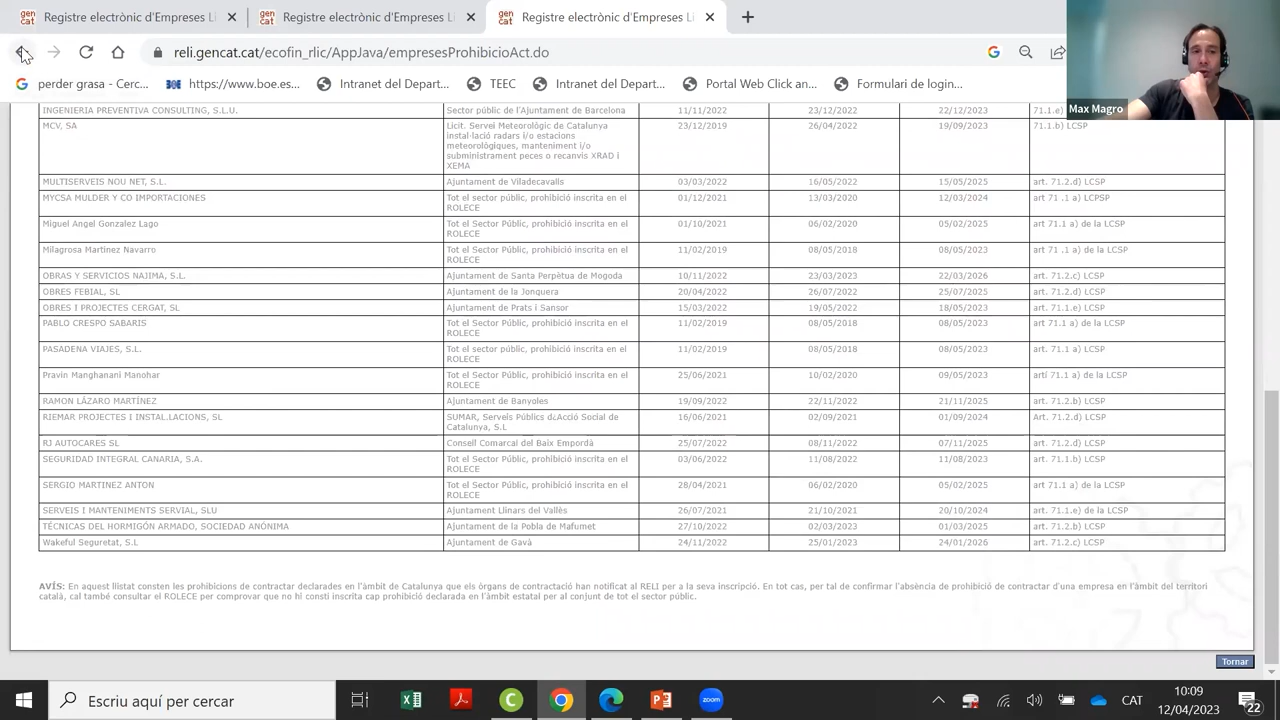 Registre electrònic d'Empreses Li
Registre electrònic d'Empreses Li
Registre electrònic d'Empreses Li
reli.gencat.cat/ecofin_rlic/AppJava/empresesProhibicioAct.do
perder grasa - Cerc...
https://www.boe.es...
Intranet del Depart...
TEEC
Intranet del Depart...
Portal Web Click an...
Formulari de login...
Max Magro
INGENIERIA PREVENTIVA CONSULTING, S.L.U. Sector públic de l'Ajuntament de Barcelona 11/11/2022 23/12/2022 22/12/2023 71.1.e) LCSP
MCV, SA Licit. Servei Meteorològic de Catalunya 23/12/2019 26/04/2022 19/09/2023 71.1.b) LCSP
instal·lació radars i/o estacions
meteorològiques, manteniment i/o
subministrament peces o recanvis XRAD i
XEMA
MULTISERVEIS NOU NET, S.L. Ajuntament de Viladecavalls 03/03/2022 16/05/2022 15/05/2025 art. 71.2.d) LCSP
MYCSA MULDER Y CO IMPORTACIONES Tot el sector públic, prohibició inscrita en el 01/12/2021 13/03/2020 12/03/2024 art 71 .1 a) LCPSP
ROLECE
Miguel Angel Gonzalez Lago Tot el Sector Públic, prohibició inscrita en el 01/10/2021 06/02/2020 05/02/2025 art 71.1 a) de la LCSP
ROLECE
Milagrosa Martinez Navarro Tot el Sector Públic, prohibició inscrita en el 11/02/2019 08/05/2018 08/05/2023 art 71 .1 a) de la LCSP
ROLECE
OBRAS Y SERVICIOS NAJIMA, S.L. Ajuntament de Santa Perpètua de Mogoda 10/11/2022 23/03/2023 22/03/2026 art. 71.2.c) LCSP
OBRES FEBIAL, SL Ajuntament de la Jonquera 20/04/2022 26/07/2022 25/07/2025 art. 71.2.d) LCSP
OBRES I PROJECTES CERGAT, SL Ajuntament de Prats i Sansor 15/03/2022 19/05/2022 18/05/2023 art. 71.1.e) LCSP
PABLO CRESPO SABARIS Tot el Sector Públic, prohibició inscrita en el 11/02/2019 08/05/2018 08/05/2023 art 71.1 a) de la LCSP
ROLECE
PASADENA VIAJES, S.L. Tot el sector públic, prohibició inscrita en el 11/02/2019 08/05/2018 08/05/2023 art. 71.1 a) LCSP
ROLECE
Pravin Manghanani Manohar Tot el Sector Públic, prohibició inscrita en el 25/06/2021 10/02/2020 09/05/2023 artí 71.1 a) de la LCSP
ROLECE
RAMON LÁZARO MARTÍNEZ Ajuntament de Banyoles 19/09/2022 22/11/2022 21/11/2025 art. 71.2.b) LCSP
RIEMAR PROJECTES I INSTAL.LACIONS, SL SUMAR, Serveis Públics d¿Acció Social de 16/06/2021 02/09/2021 01/09/2024 Art. 71.2.d) LCSP
Catalunya, S.L
RJ AUTOCARES SL Consell Comarcal del Baix Empordà 25/07/2022 08/11/2022 07/11/2025 art. 71.2.d) LCSP
SEGURIDAD INTEGRAL CANARIA, S.A. Tot el Sector Públic, prohibició inscrita en el 03/06/2021 11/08/2022 11/08/2023 art. 71.1.b) LCSP
ROLECE
SERGIO MARTINEZ ANTON Tot el Sector Públic, prohibició inscrita en el 28/04/2021 06/02/2020 05/02/2025 art 71.1 a) de la LCSP
ROLECE
SERVEIS I MANTENIMENTS SERVIAL, SLU Ajuntament Llinars del Vallès 26/07/2021 21/10/2021 20/10/2024 art. 71.1.e) de la LCSP
TÉCNICAS DEL HORMIGÓN ARMADO, SOCIEDAD ANÓNIMA Ajuntament de la Pobla de Mafumet 27/10/2022 02/03/2023 01/03/2025 art. 71.2.b) LCSP
Wakeful Seguretat, S.L Ajuntament de Gavà 24/11/2022 25/01/2023 24/01/2026 art. 71.2.c) LCSP
AVÍS: En aquest llistat consten les prohibicions de contractar declarades en l'àmbit de Catalunya que els òrgans de contractació han notificat al RELI per a la seva inscripció. En tot cas, per tal de confirmar l'absència de prohibició de contractar d'una empresa en l'àmbit del territori
català, cal també consultar el ROLECE per comprovar que no hi consti inscrita cap prohibició declarada en l'àmbit estatal per al conjunt de tot el sector públic.
Tornar
Escriu aquí per cercar
zoom
CAT
10:09
12/04/2023
22